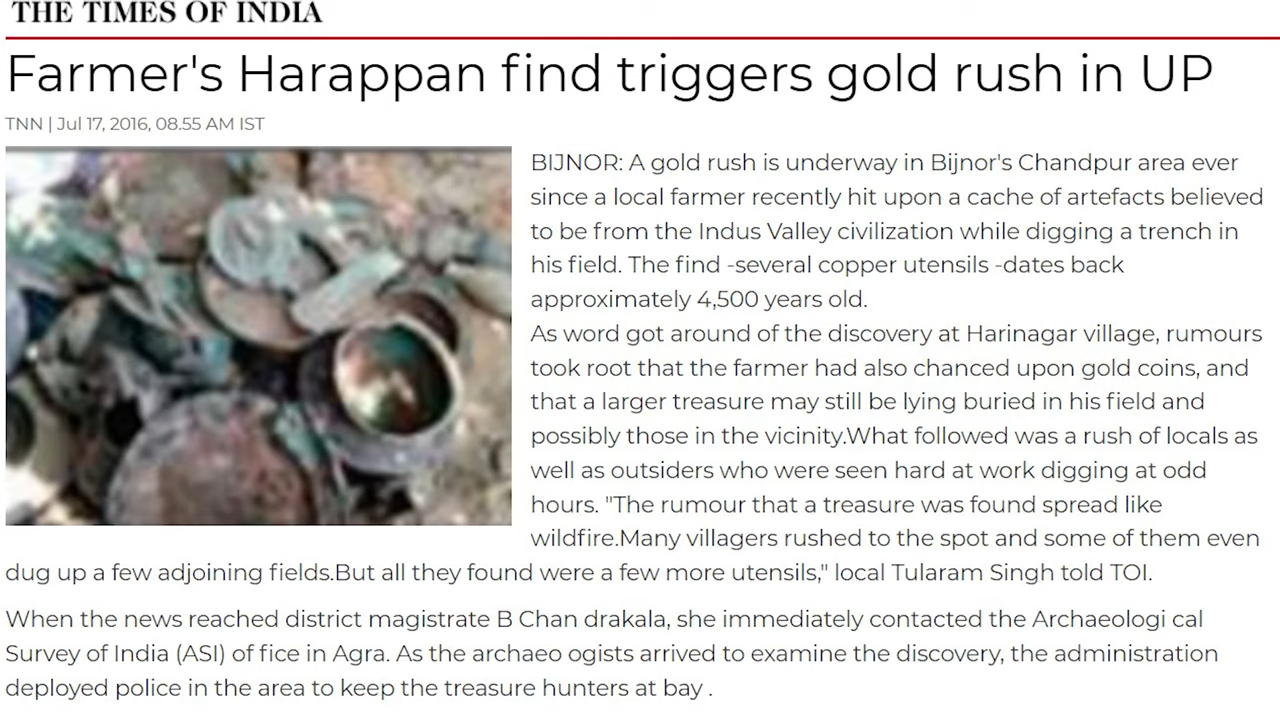 THE TIMES OF INDIA
Farmer's Harappan find triggers gold rush in UP
TNN | Jul 17, 2016, 08.55 AM IST
BIJNOR: A gold rush is underway in Bijnor's Chandpur area ever
since a local farmer recently hit upon a cache of artefacts believed
to be from the Indus Valley civilization while digging a trench in
his field. The find -several copper utensils -dates back
approximately 4,500 years old.
As word got around of the discovery at Harinagar village, rumours
took root that the farmer had also chanced upon gold coins, and
that a larger treasure may still be lying buried in his field and
possibly those in the vicinity.What followed was a rush of locals as
well as outsiders who were seen hard at work digging at odd
hours. "The rumour that a treasure was found spread like
wildfire.Many villagers rushed to the spot and some of them even
dug up a few adjoining fields.But all they found were a few more utensils," local Tularam Singh told TOI.
When the news reached district magistrate B Chan drakala, she immediately contacted the Archaeologi cal
Survey of India (ASI) of fice in Agra. As the archaeo ogists arrived to examine the discovery, the administration
deployed police in the area to keep the treasure hunters at bay .